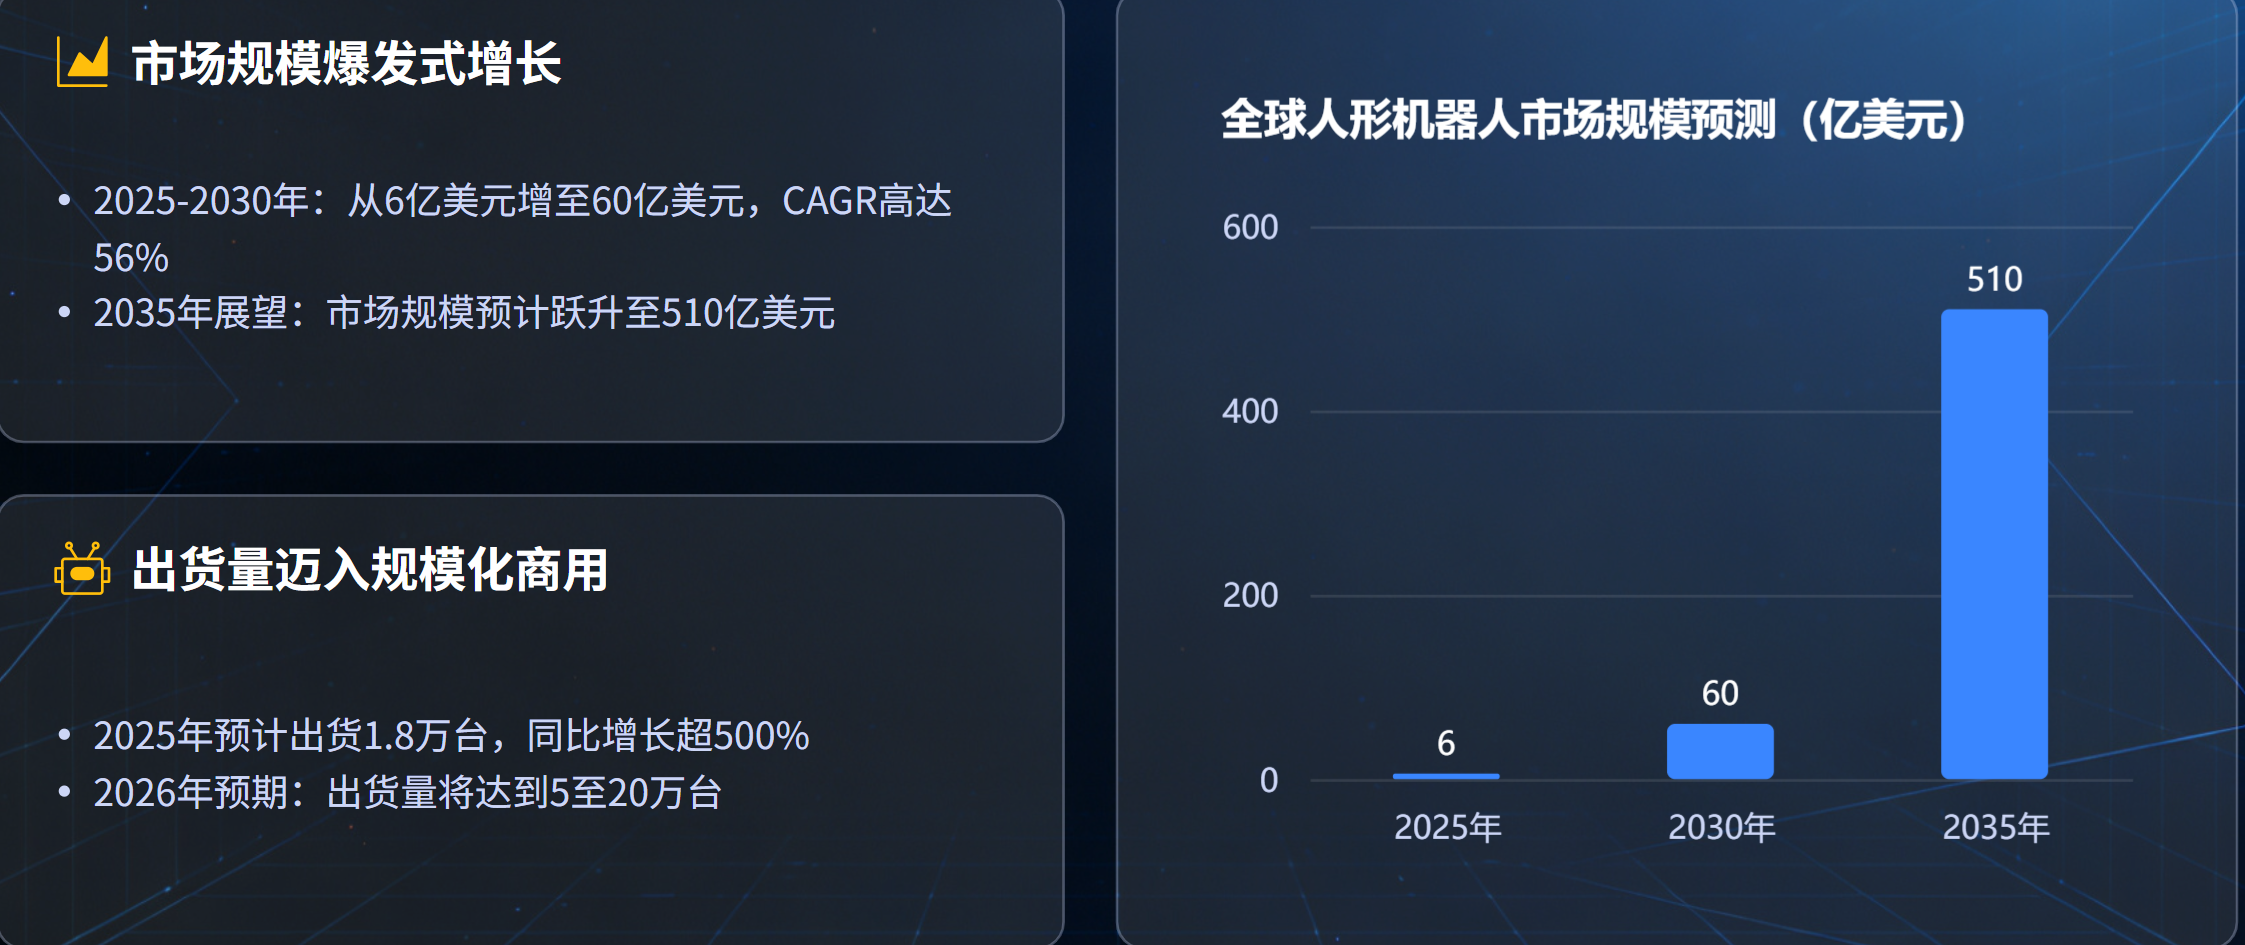 市场规模爆发式增长
2025-2030年：从6亿美元增至60亿美元，CAGR高达
56%
2035年展望：市场规模预计跃升至510亿美元
出货量迈入规模化商用
2025年预计出货1.8万台，同比增长超500%
2026年预期：出货量将达到5至20万台
全球人形机器人市场规模预测（亿美元）
600
510
400
200
60
6
0
2025年
2030年
2035年